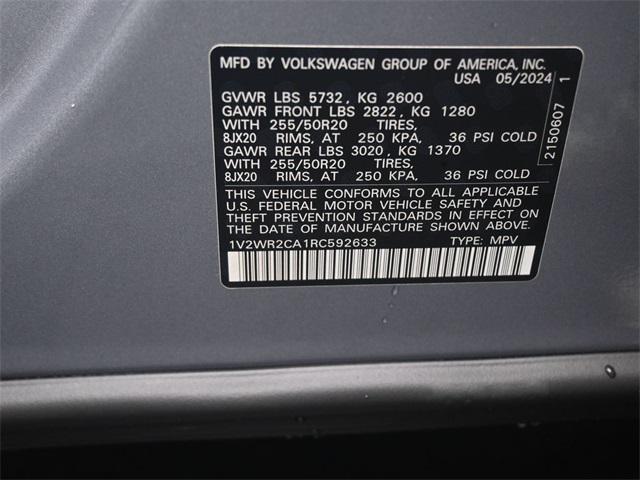 MFD BY VOLKSWAGEN GROUP OF AMERICA, INC.
USA 05/2024
GVWR LBS 5732, KG 2600
GAWR FRONT LBS 2822, KG 1280
WITH 255/50R20 TIRES,
8JX20 RIMS, AT 250 KPA, 36 PSI COLD
GAWR REAR LBS 3020, KG 1370
WITH 255/50R20 TIRES,
8JX20 RIMS, AT 250 KPA, 36 PSI COLD
THIS VEHICLE CONFORMS TO ALL APPLICABLE
U.S. FEDERAL MOTOR VEHICLE SAFETY AND
THEFT PREVENTION STANDARDS IN EFFECT ON
THE DATE OF MANUFACTURE SHOWN ABOVE.
1V2WR2CA1RC592633 TYPE: MPV
2150607 1